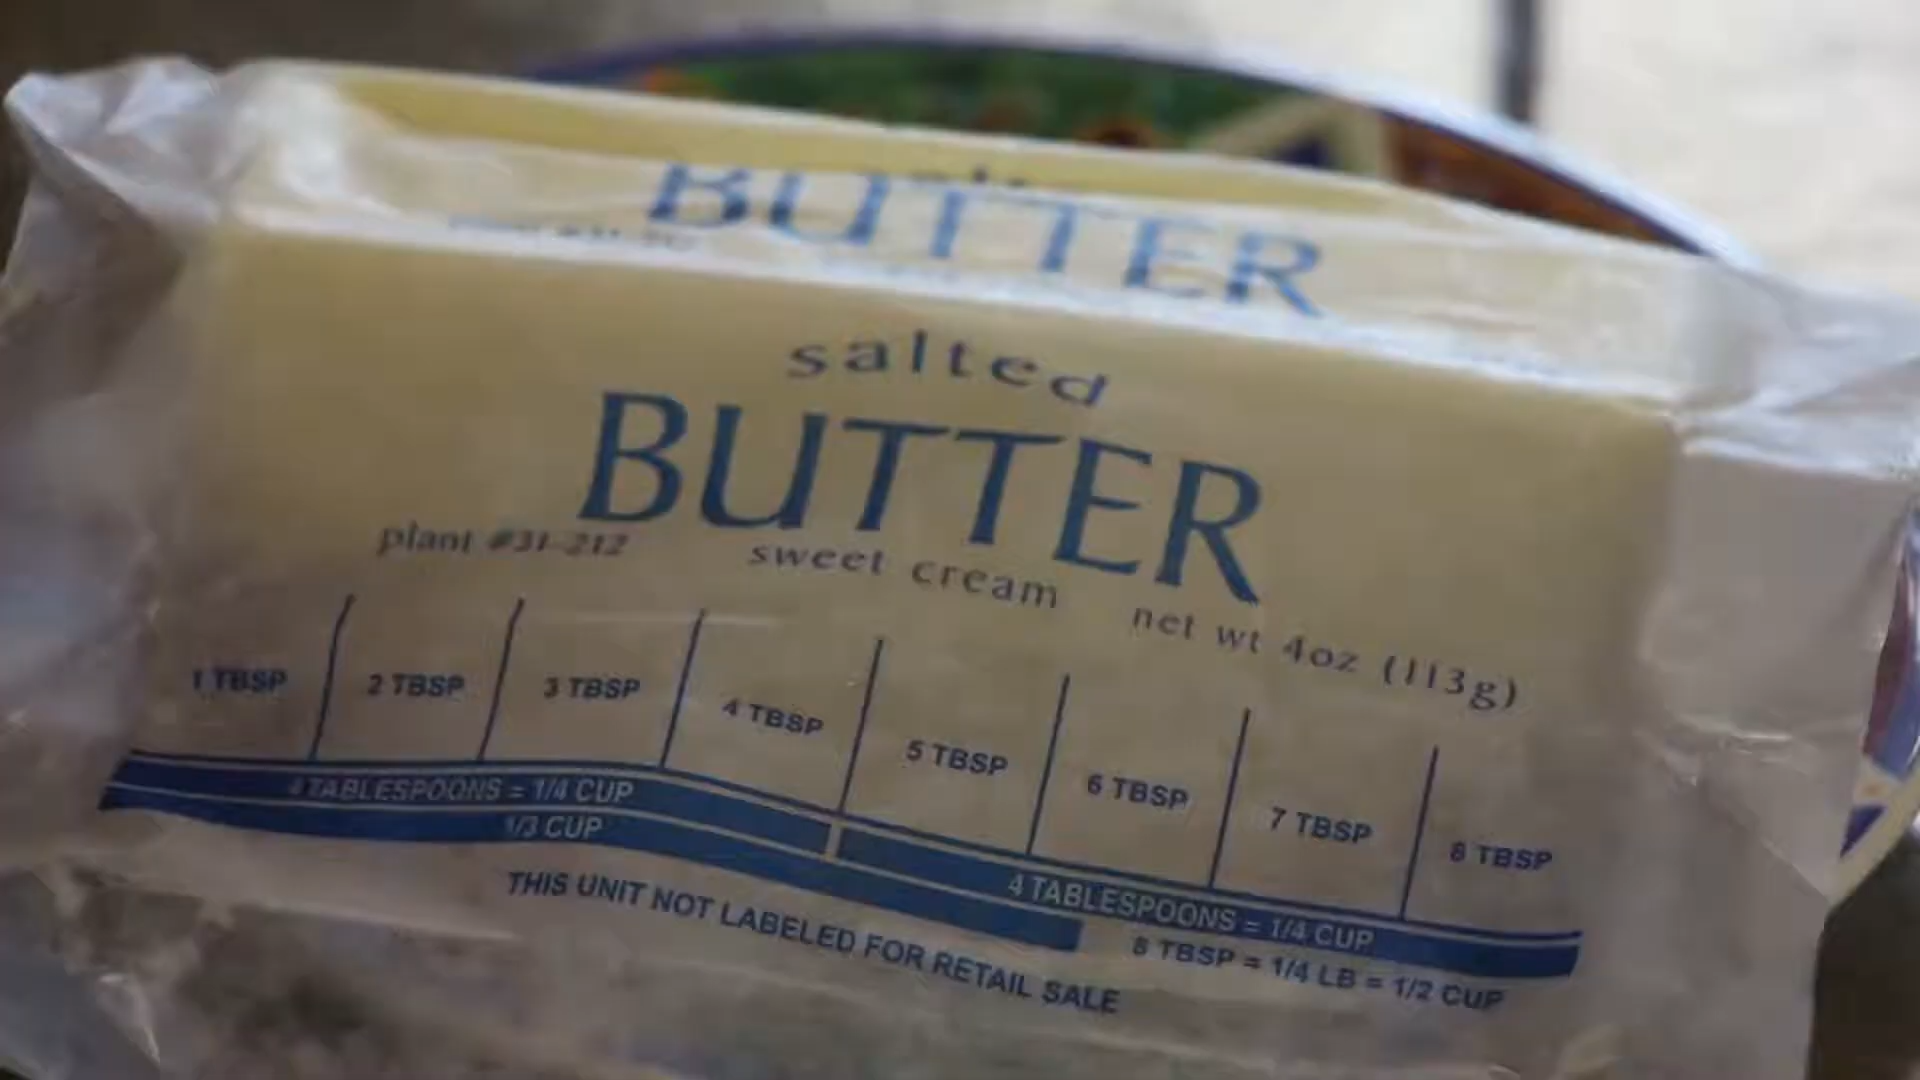 BUTTER
salted
BUTTER
plant #31-212 sweet cream net wt 4oz (113g)
1 TBSP 2 TBSP 3 TBSP 4 TBSP 5 TBSP 6 TBSP 7 TBSP 8 TBSP
4 TABLESPOONS = 1/4 CUP 4 TABLESPOONS = 1/4 CUP
1/3 CUP 8 TBSP = 1/4 LB = 1/2 CUP
THIS UNIT NOT LABELED FOR RETAIL SALE